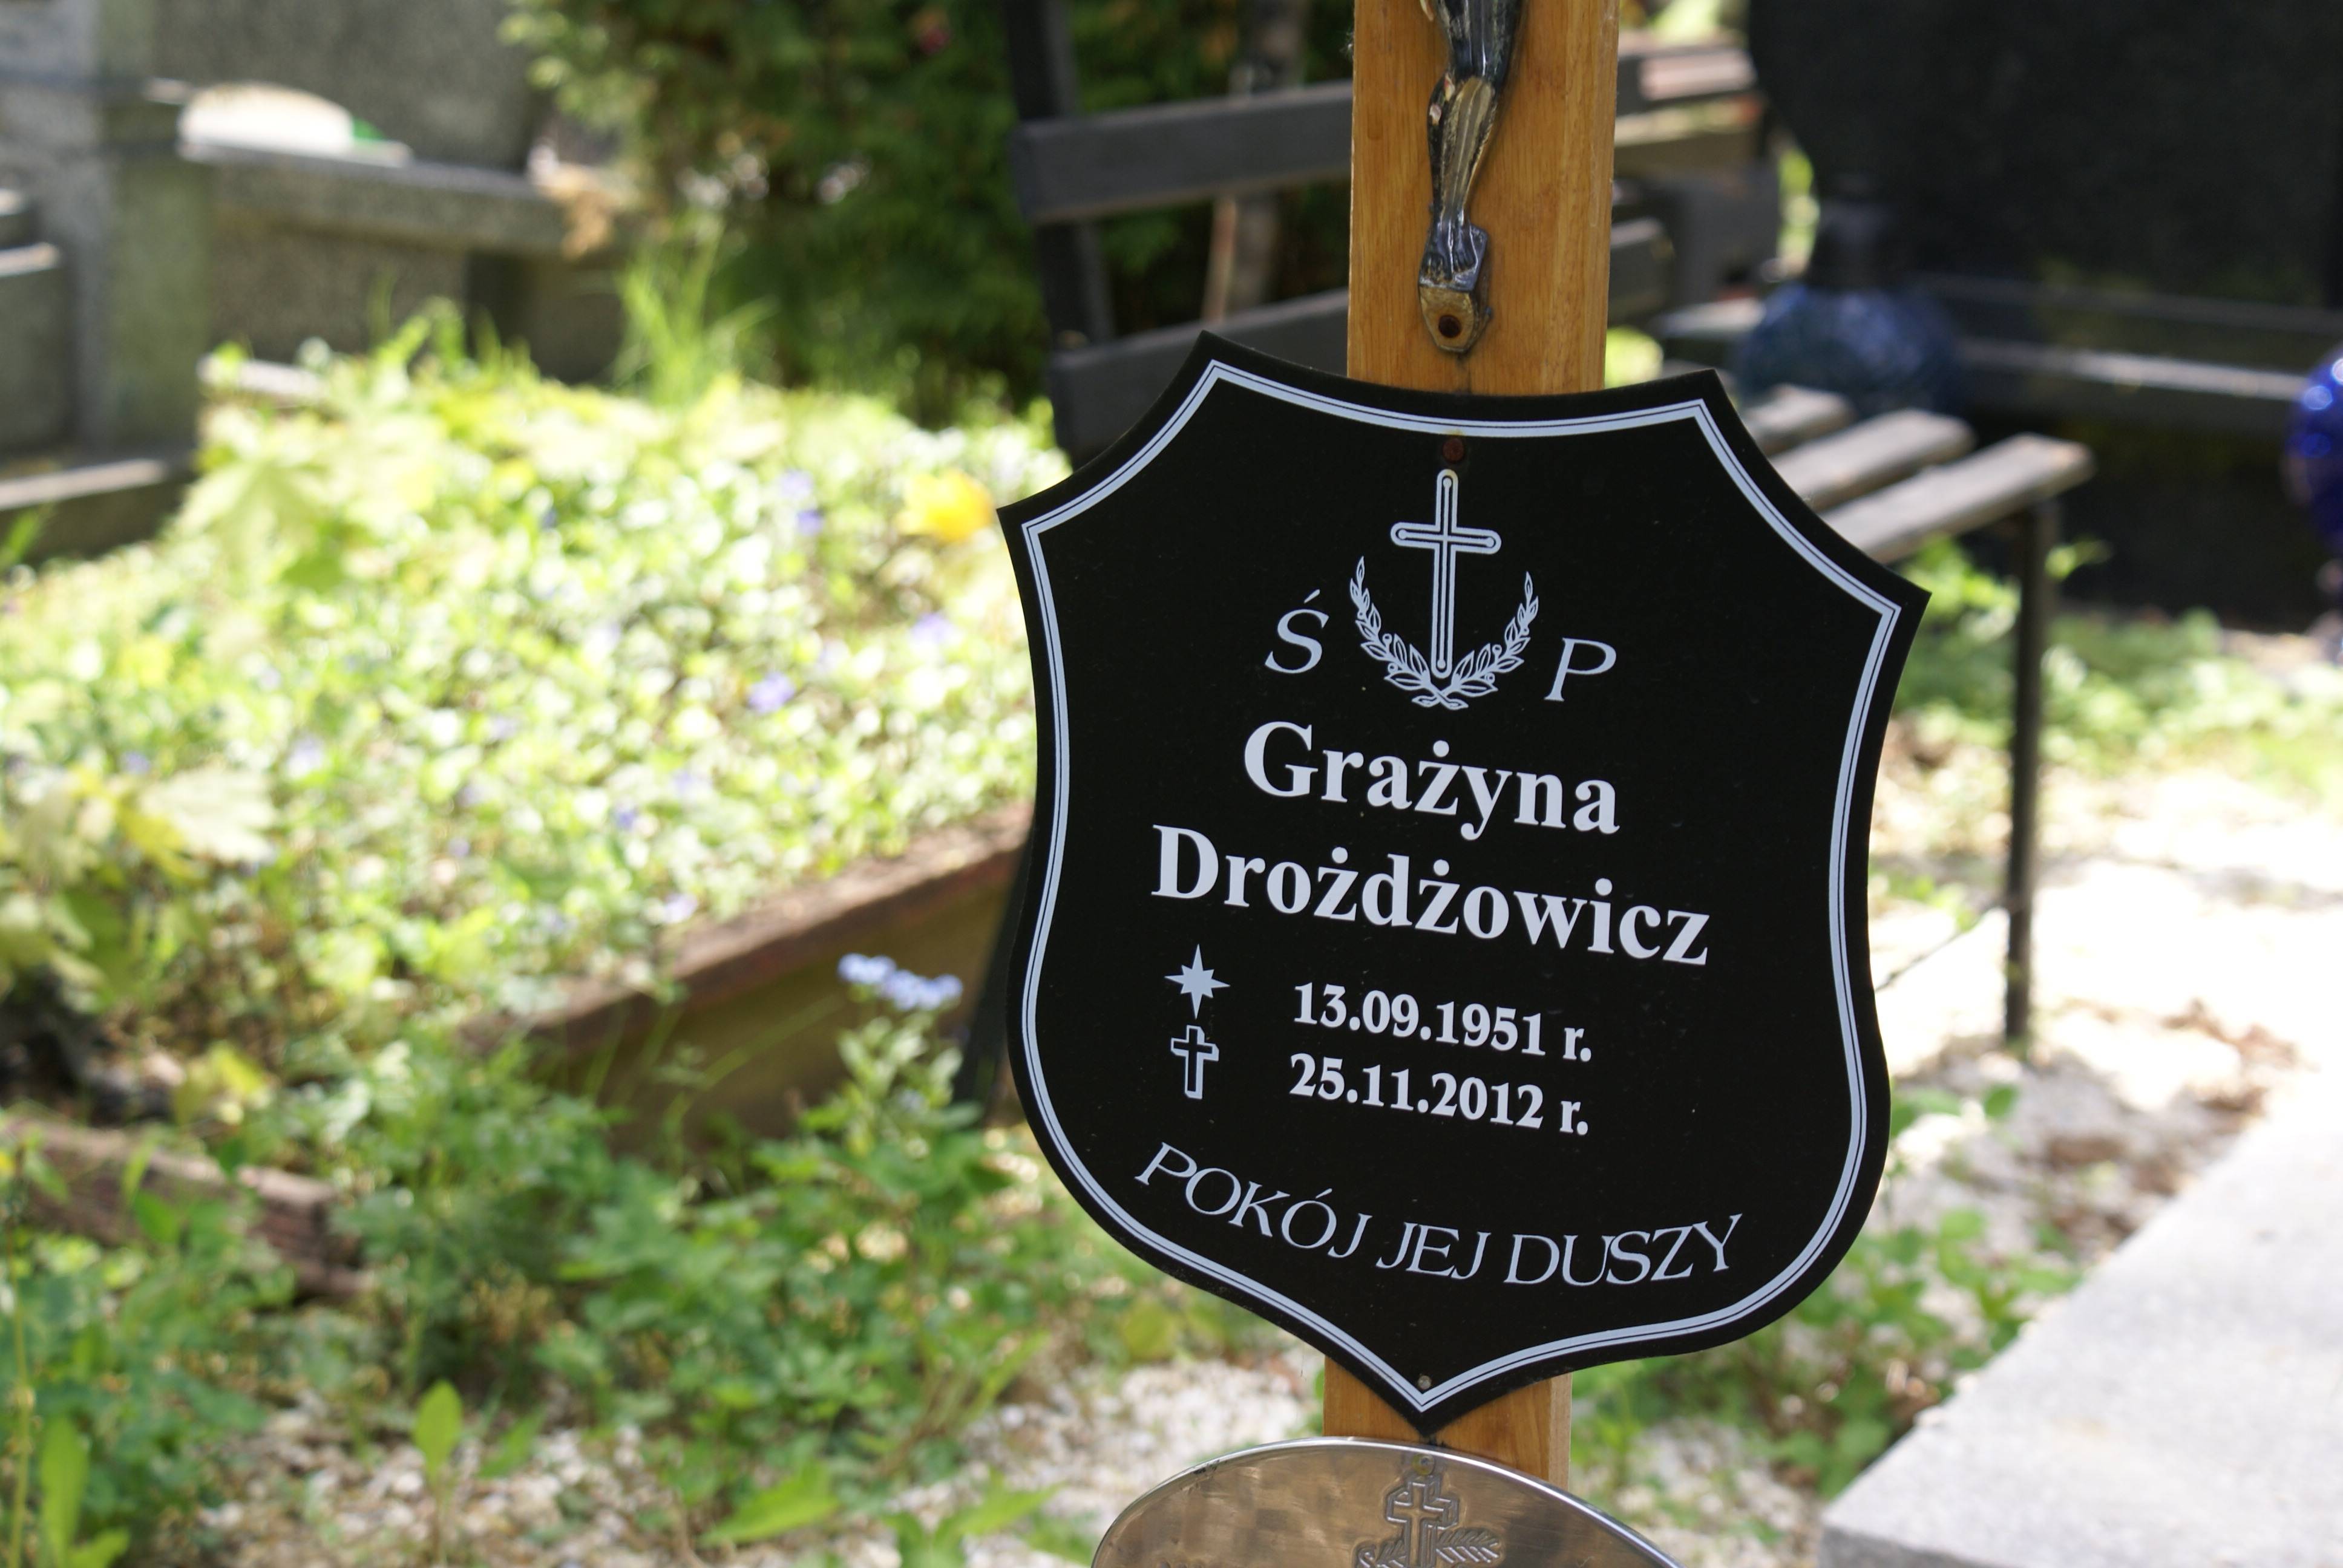 Ś P
Grażyna
Drożdżowicz
13.09.1951 r.
25.11.2012 r.
POKÓJ JEJ DUSZY